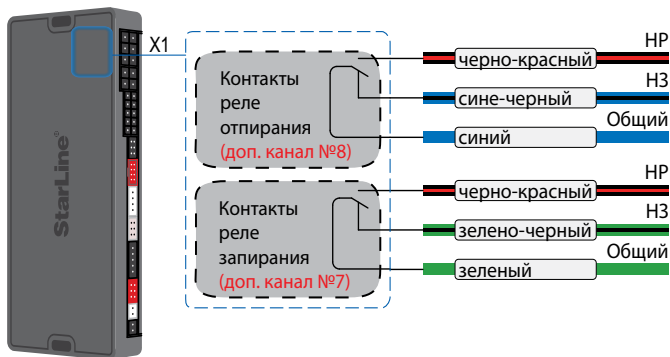 StarLine®
X1
Контакты
реле
отпирания
(доп. канал №8)
черно-красный
НР
сине-черный
НЗ
синий
Общий
Контакты
реле
запирания
(доп. канал №7)
черно-красный
НР
зелено-черный
НЗ
зеленый
Общий